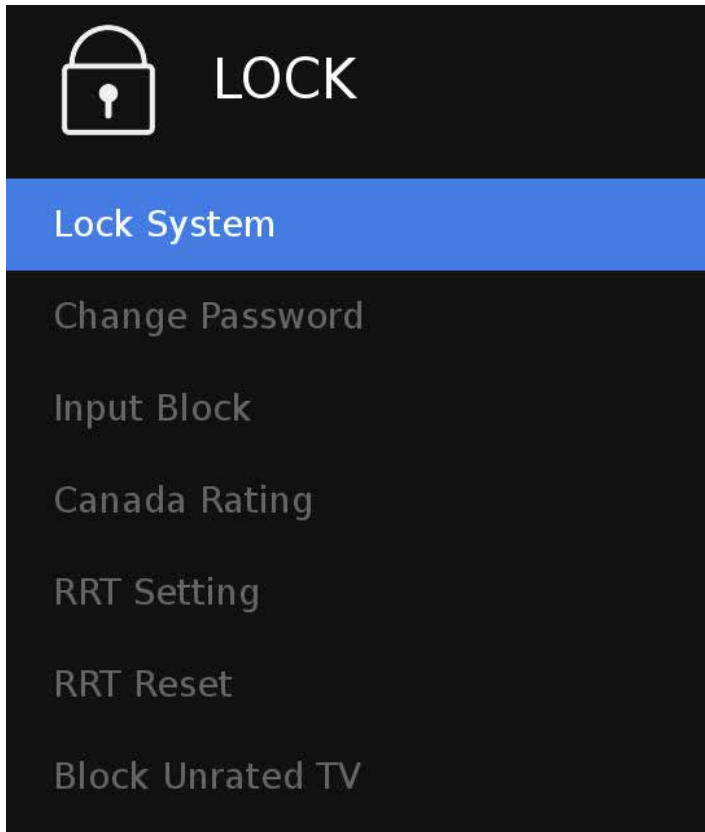 LOCK
Lock System
Change Password
Input Block
Canada Rating
RRT Setting
RRT Reset
Block Unrated TV